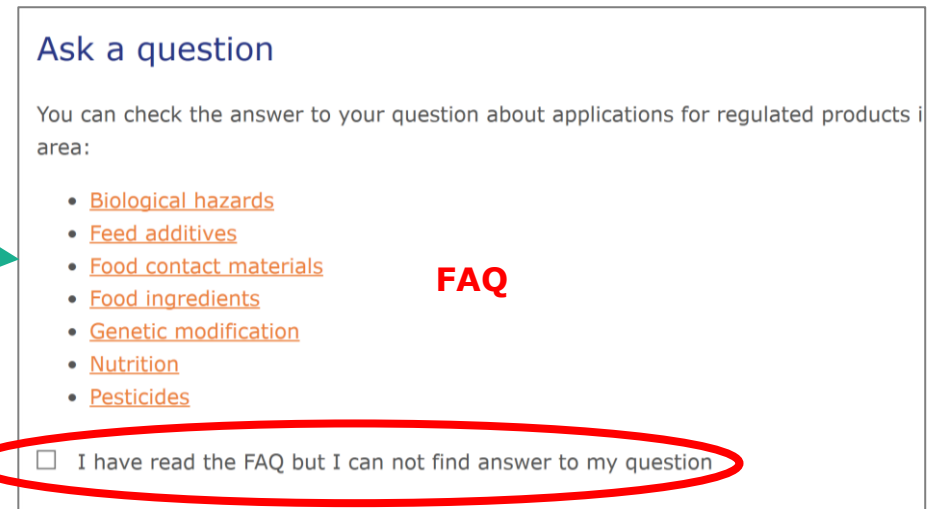 Ask a question
You can check the answer to your question about applications for regulated products i
area:
• Biological hazards
• Feed additives
• Food contact materials
FAQ
• Food ingredients
• Genetic modification
• Nutrition
• Pesticides
I have read the FAQ but I can not find answer to my question